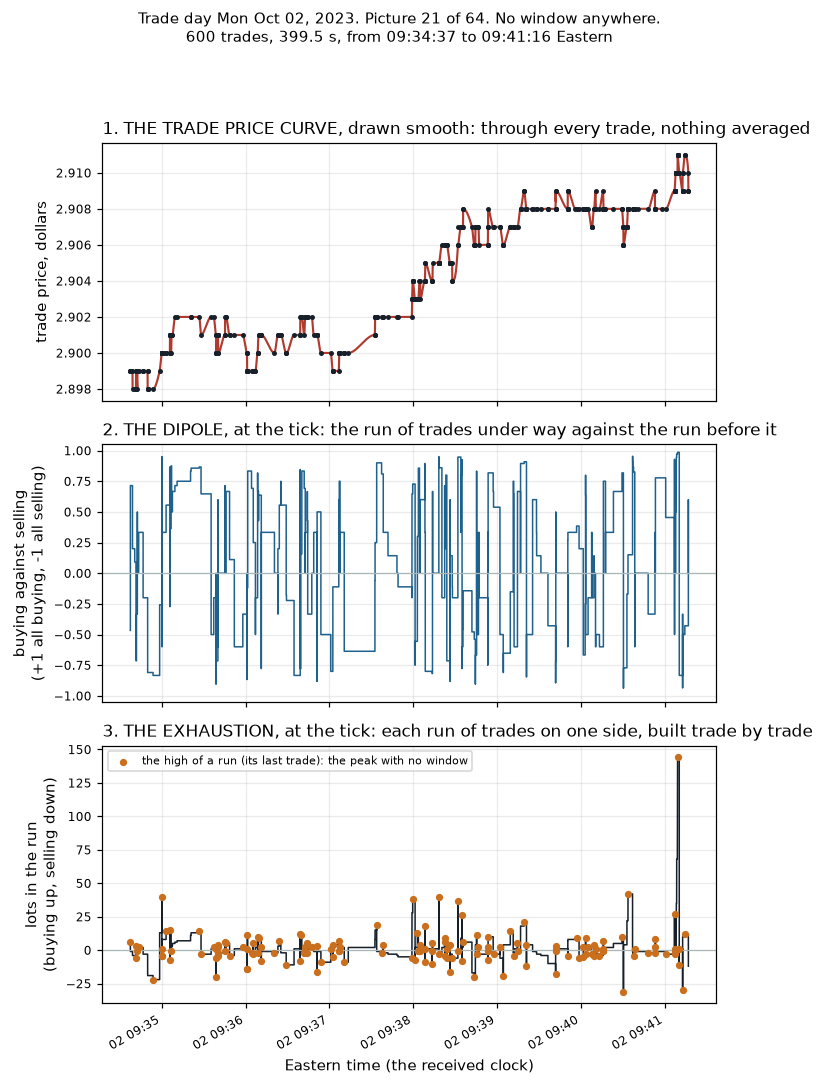 Trade day Mon Oct 02, 2023. Picture 21 of 64. No window anywhere.
600 trades, 399.5 s, from 09:34:37 to 09:41:16 Eastern
1. THE TRADE PRICE CURVE, drawn smooth: through every trade, nothing averaged
trade price, dollars
2.910
2.908
2.906
2.904
2.902
2.900
2.898
2. THE DIPOLE, at the tick: the run of trades under way against the run before it
buying against selling
(+1 all buying, -1 all selling)
1.00
0.75
0.50
0.25
0.00
−0.25
−0.50
−0.75
−1.00
3. THE EXHAUSTION, at the tick: each run of trades on one side, built trade by trade
lots in the run
(buying up, selling down)
150
125
100
75
50
25
0
−25
the high of a run (its last trade): the peak with no window
02 09:35
02 09:36
02 09:37
02 09:38
02 09:39
02 09:40
02 09:41
Eastern time (the received clock)